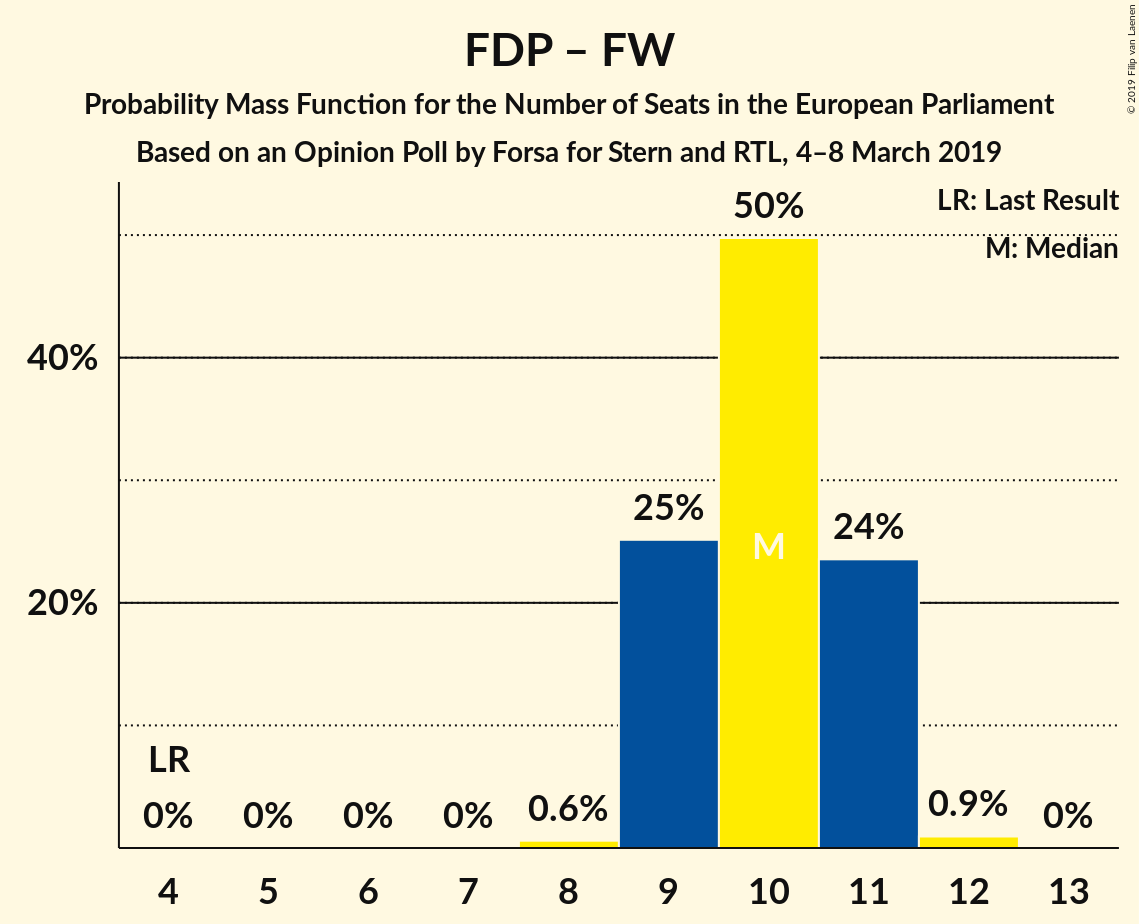 FDP – FW
Probability Mass Function for the Number of Seats in the European Parliament
Based on an Opinion Poll by Forsa for Stern and RTL, 4–8 March 2019
© 2019 Filip van Laenen
LR: Last Result
M: Median
50%
40%
25%
24%
M
20%
LR
0% 0% 0% 0% 0.6% 0.9% 0%
4 5 6 7 8 9 10 11 12 13